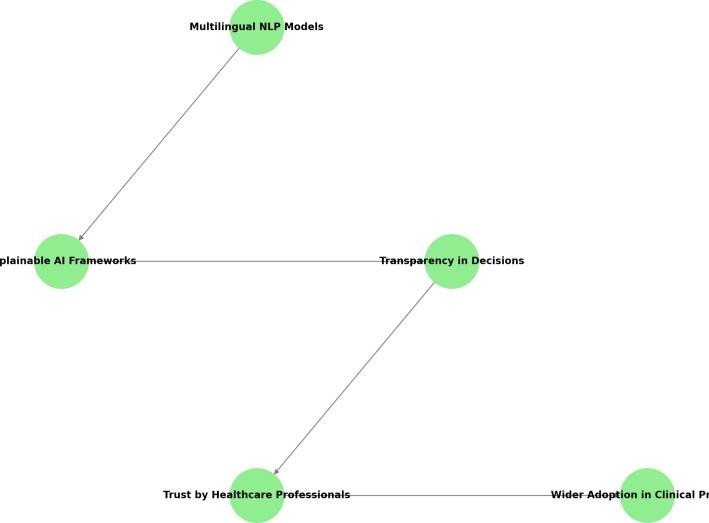 Multilingual NLP Models
plainable AI Frameworks
Transparency in Decisions
Trust by Healthcare Professionals
Wider Adoption in Clinical Pr